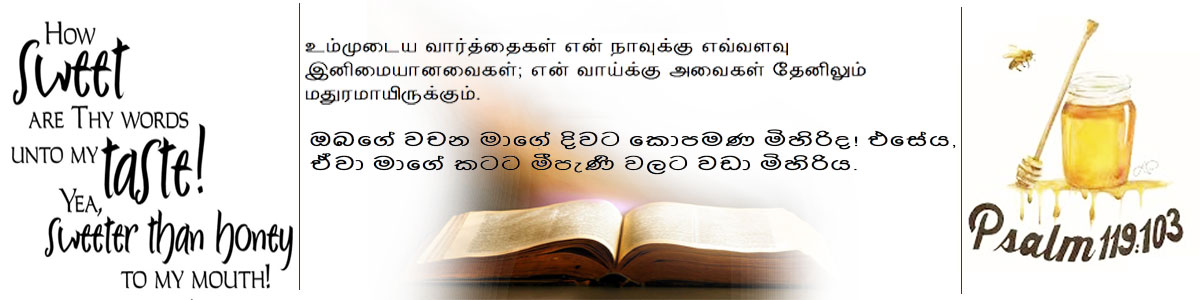 HOW
sweet
ARE THY WORDS
UNTO MY taste!
YEA,
sweeter than honey
TO MY MOUTH!
உம்முடைய வார்த்தைகள் என் நாவுக்கு எவ்வளவு
இனிமையானவைகள்; என் வாய்க்கு அவைகள் தேனிலும்
மதுரமாயிருக்கும்.
ඔබගේ වචන මාගේ දිවට කොපමණ මිහිරිද! එසේය,
ඒවා මාගේ කටට මීපැණි වලට වඩා මිහිරිය.
Psalm 119:103